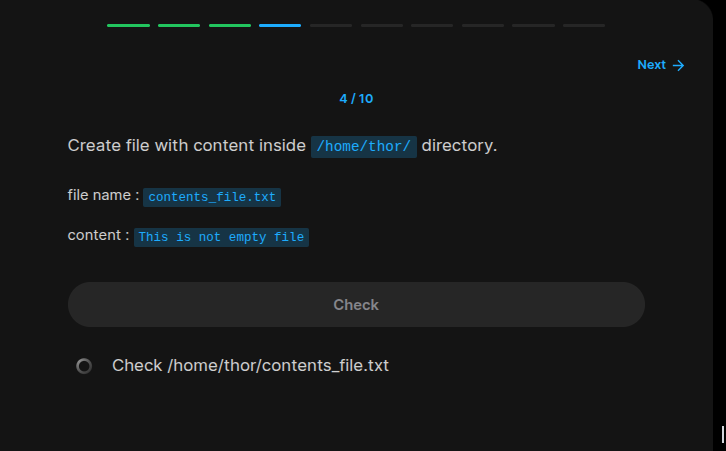 Next →
4 / 10
Create file with content inside /home/thor/ directory.
file name : contents_file.txt
content : This is not empty file
Check
Check /home/thor/contents_file.txt